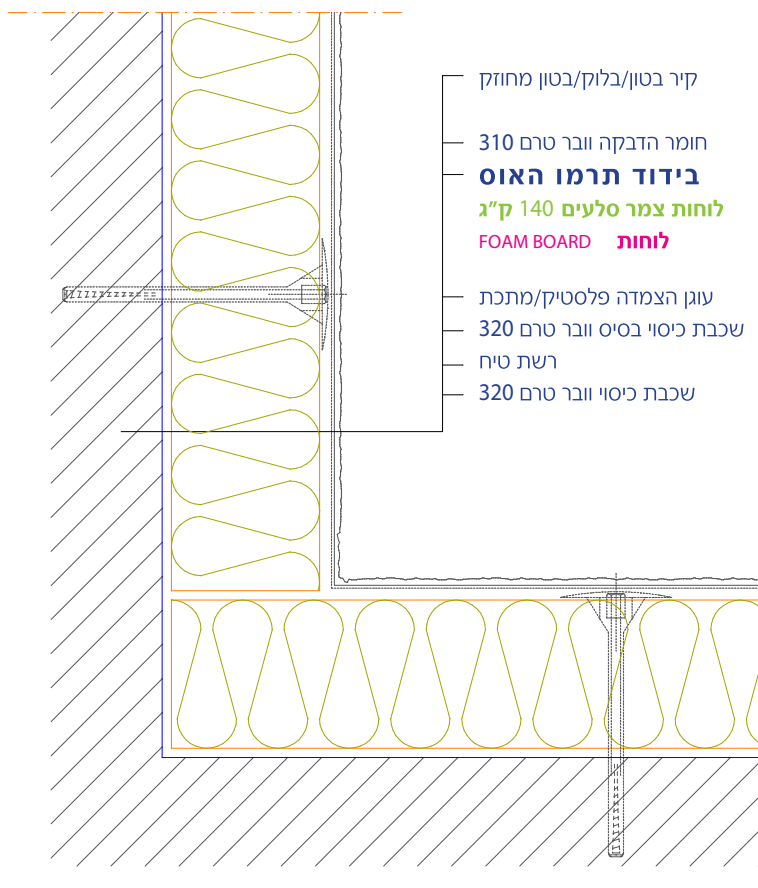 קיר בטון/בלוק/בטון מחוזק
חומר הדבקה וובר טרם 310
בידוד תרמו האוס
לוחות צמר סלעים 140 ק"ג
לוחות FOAM BOARD
עוגן הצמדה פלסטיק/מתכת
שכבת כיסוי בסיס וובר טרם 320
רשת טיח
שכבת כיסוי וובר טרם 320